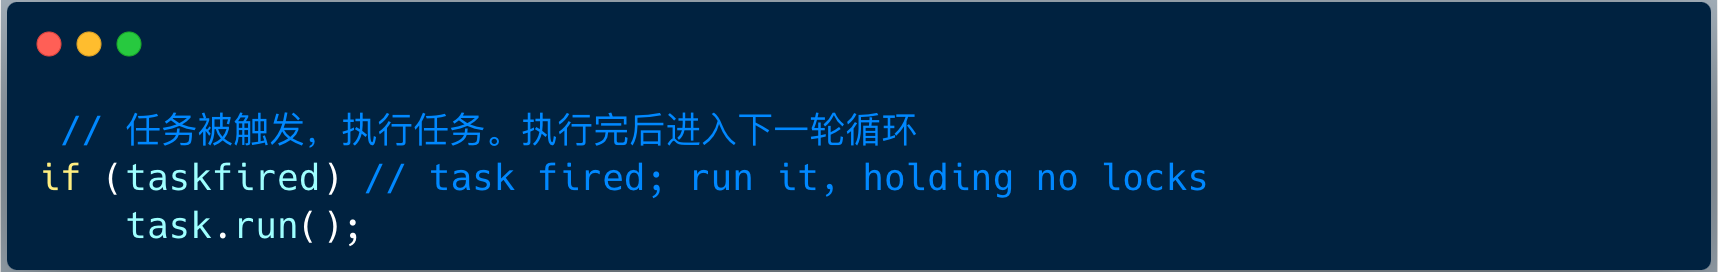 // 任务被触发，执行任务。执行完后进入下一轮循环
if (taskfired) // task fired; run it, holding no locks
task.run();